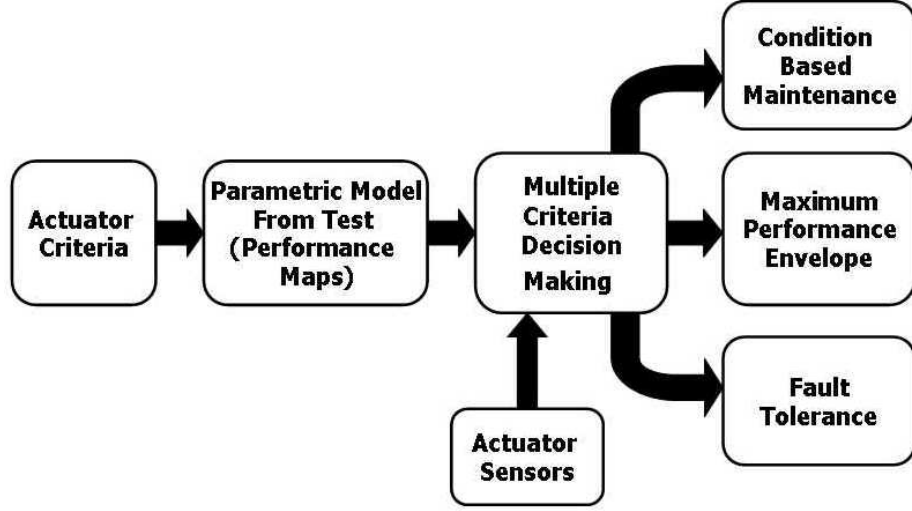 Actuator
Criteria
Parametric Model
From Test
(Performance
Maps)
Multiple
Criteria
Decision
Making
Actuator
Sensors
Condition
Based
Maintenance
Maximum
Performance
Envelope
Fault
Tolerance